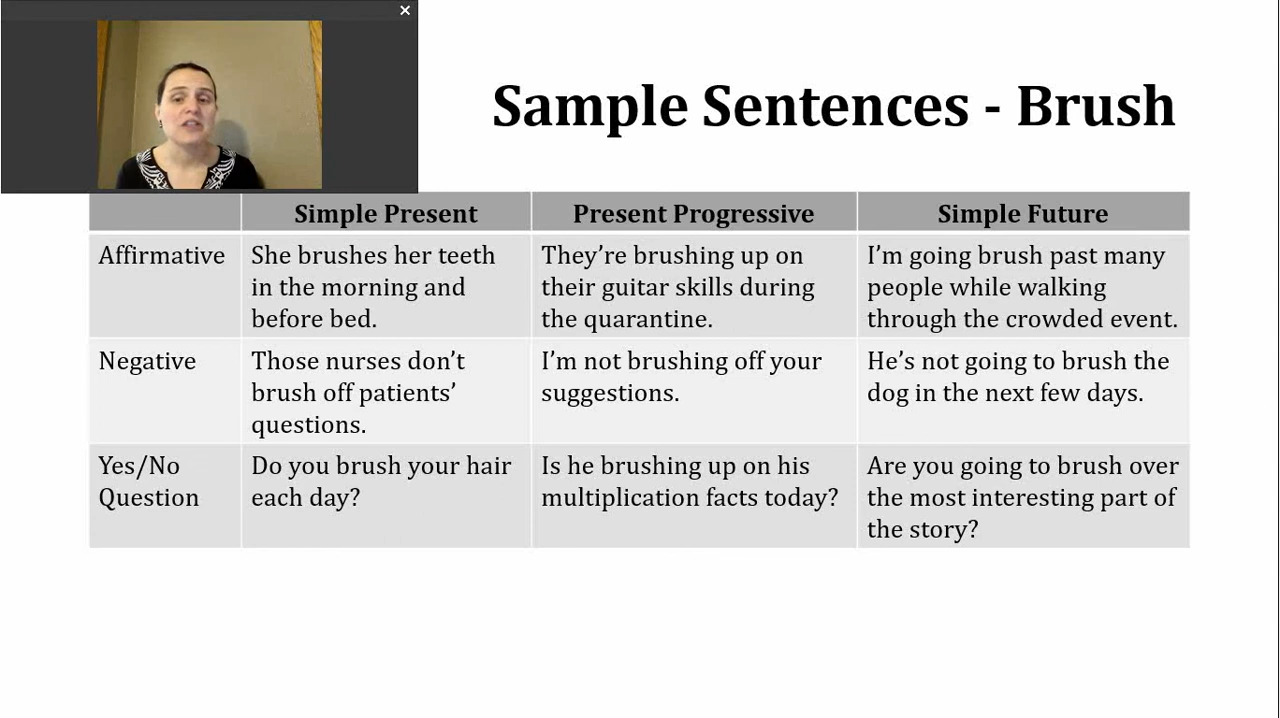 Sample Sentences - Brush
Simple Present
Present Progressive
Simple Future
Affirmative
She brushes her teeth
in the morning and
before bed.
They’re brushing up on
their guitar skills during
the quarantine.
I’m going brush past many
people while walking
through the crowded event.
Negative
Those nurses don’t
brush off patients’
questions.
I’m not brushing off your
suggestions.
He’s not going to brush the
dog in the next few days.
Yes/No
Question
Do you brush your hair
each day?
Is he brushing up on his
multiplication facts today?
Are you going to brush over
the most interesting part of
the story?